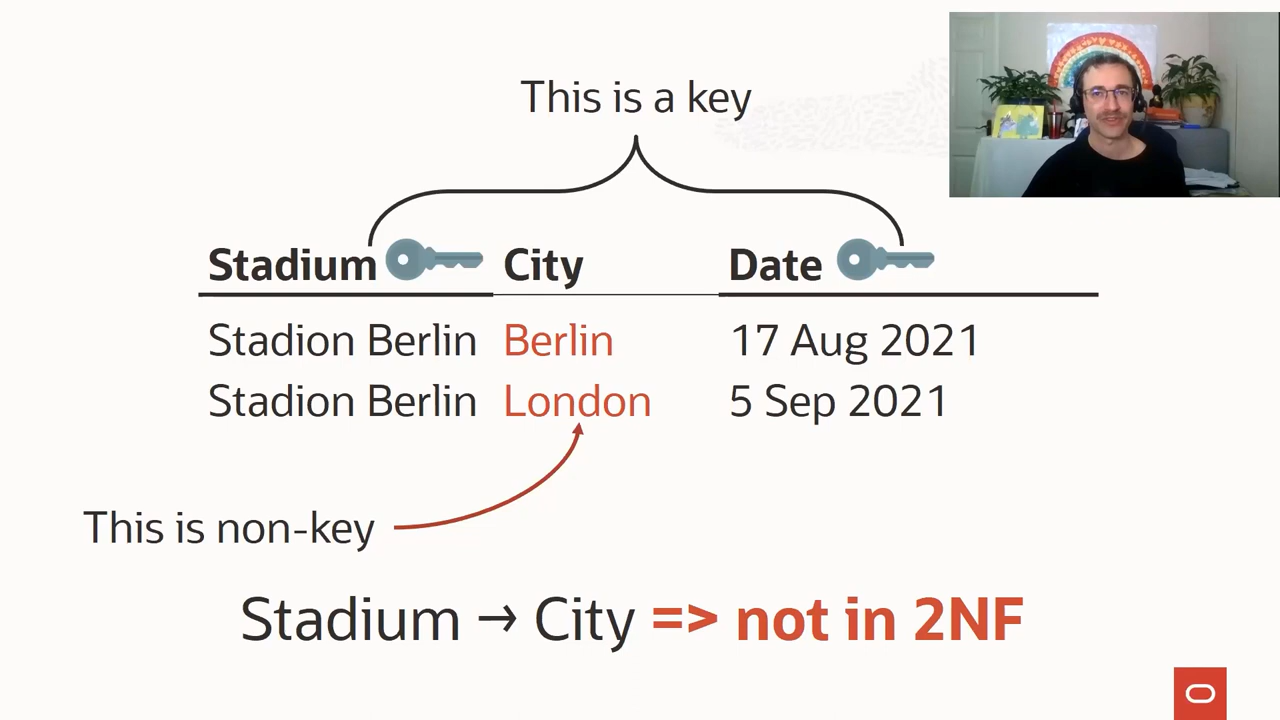 This is a key
Stadium City Date
Stadion Berlin Berlin 17 Aug 2021
Stadion Berlin London 5 Sep 2021
This is non-key
Stadium → City => not in 2NF